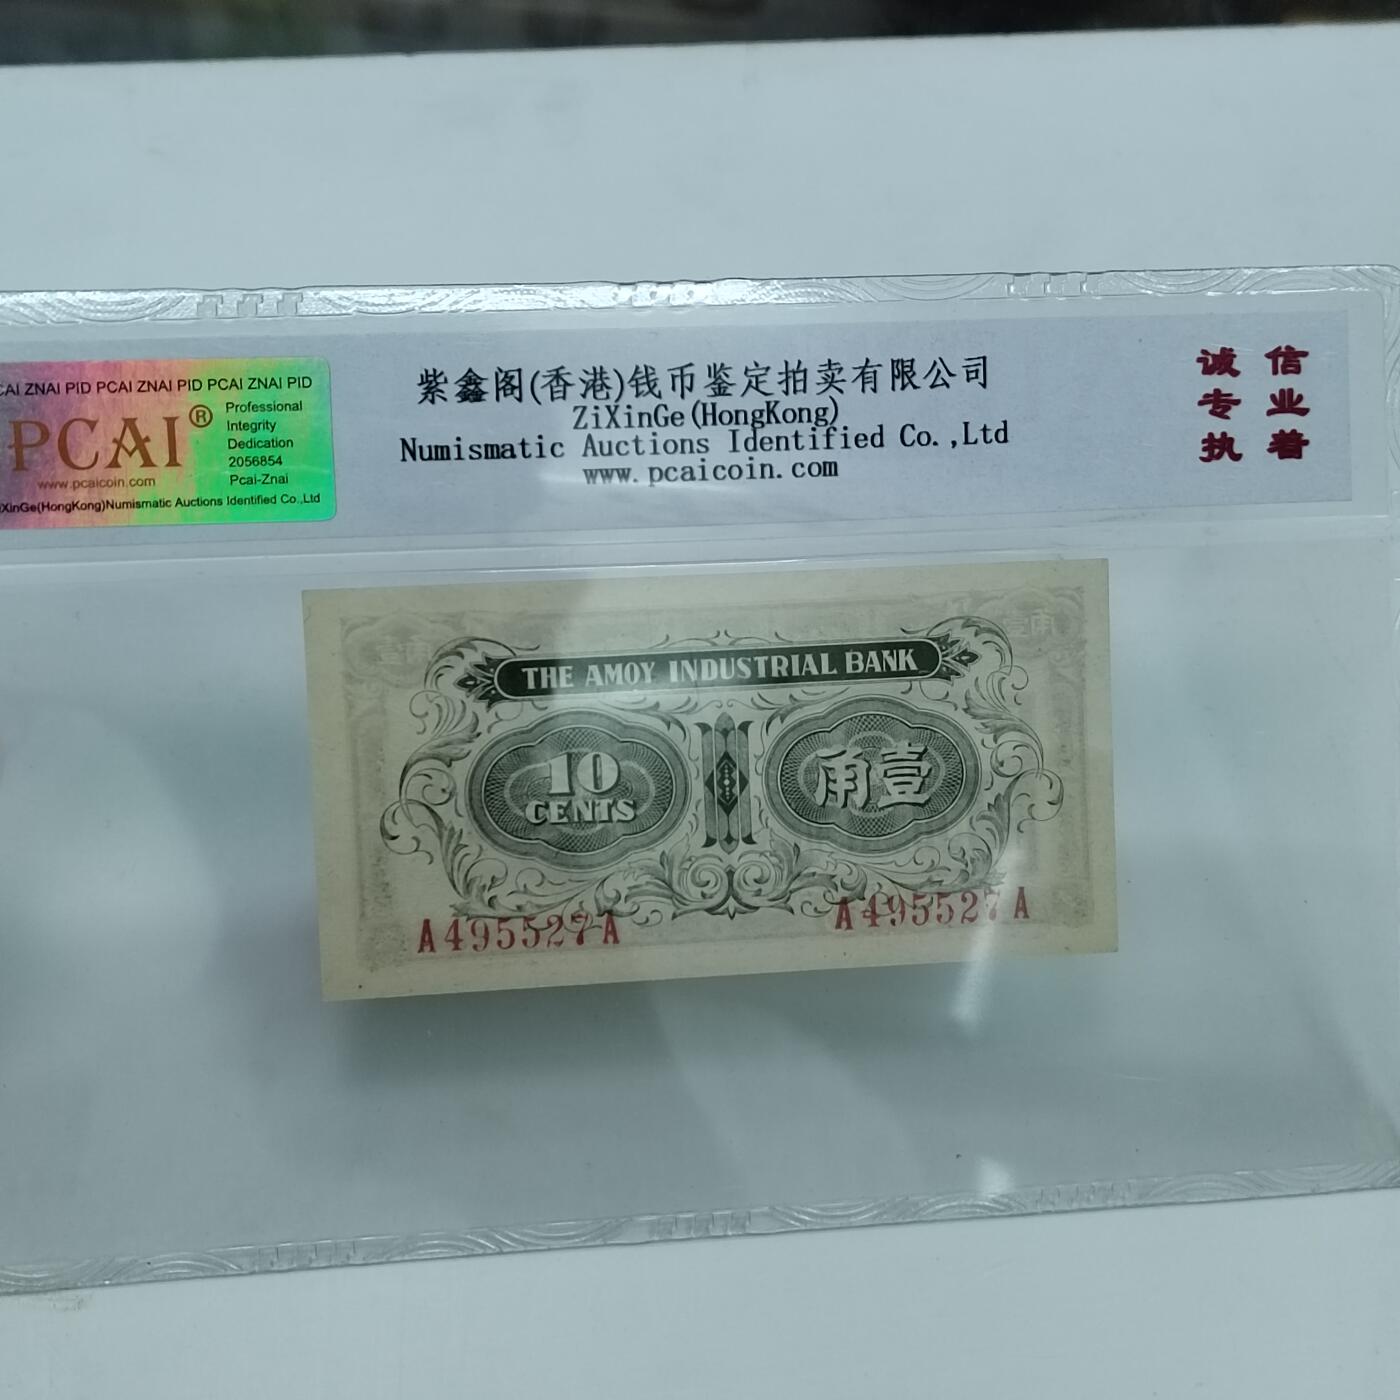 CAI ZNAI PID PCAI ZNAI PID PCAI ZNAI PID
PCAI®
Professional
Integrity
Dedication
2056854
www.pcaicoin.com
Pcai-Znai
iXinGe(HongKong)Numismatic Auctions Identified Co.,Ltd
紫鑫阁(香港)钱币鉴定拍卖有限公司
ZiXinGe(HongKong)
Numismatic Auctions Identified Co.,Ltd
www.pcaicoin.com
诚信
专业
执着
THE AMOY INDUSTRIAL BANK
10
CENTS
角壹
A495527A
A495527A